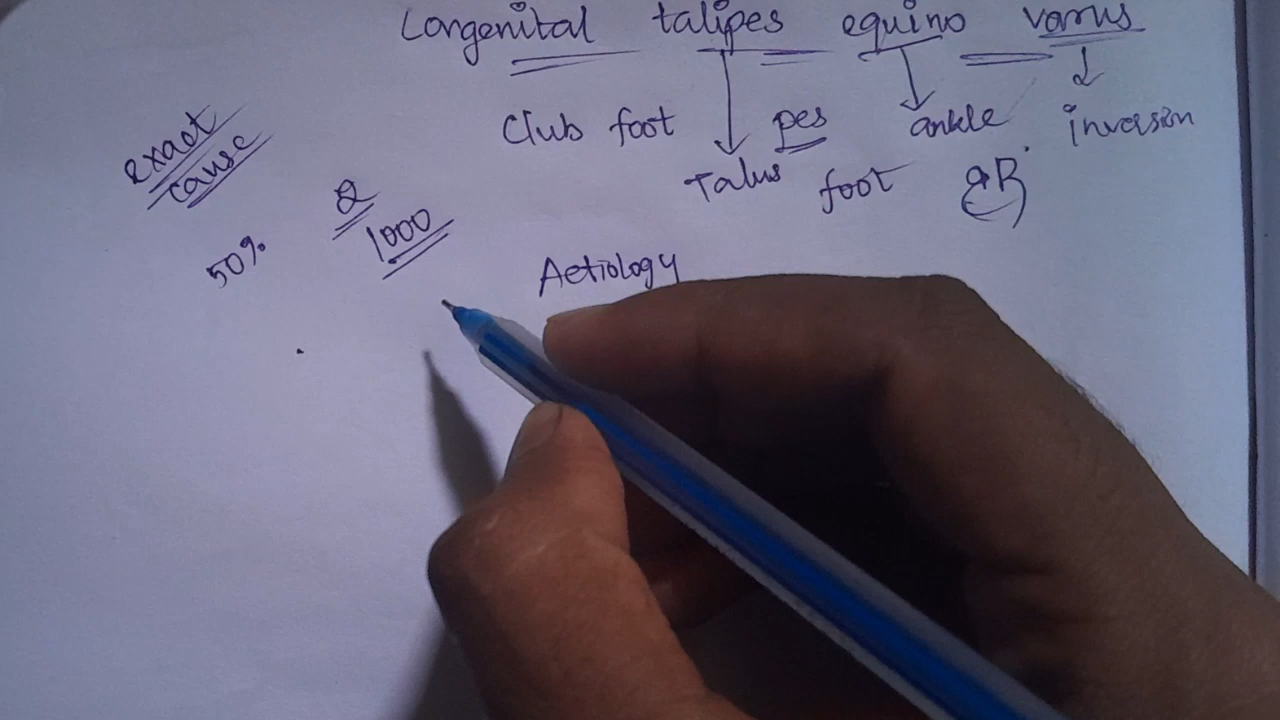 Congenital talipes equino varus
Club foot pes ankle inversion
Talus foot
exact
cause
50%
2
1000
Aetiology